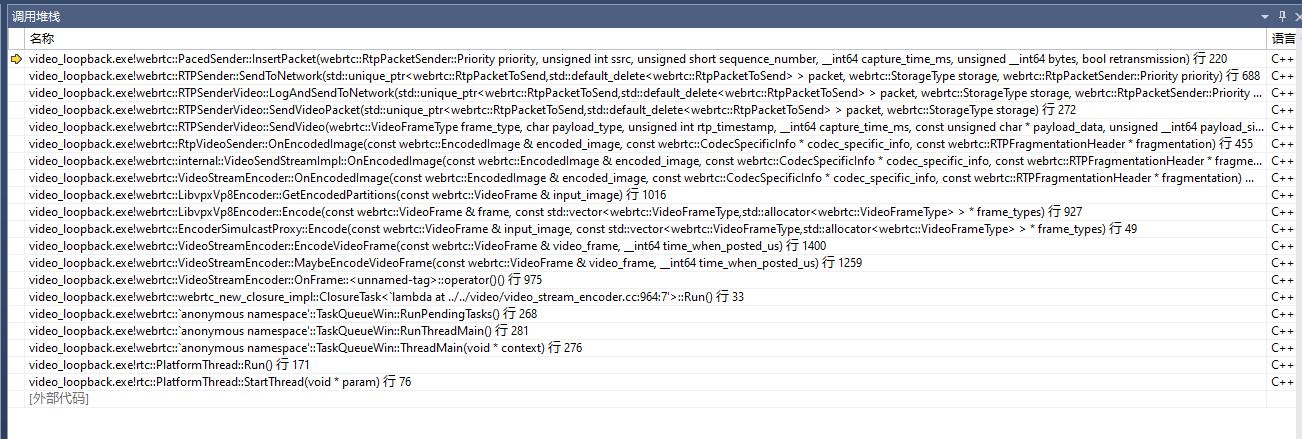 调用堆栈
名称 语言
video_loopback.exe!webrtc::PacedSender::InsertPacket(webrtc::RtpPacketSender::Priority priority, unsigned int ssrc, unsigned short sequence_number, __int64 capture_time_ms, unsigned __int64 bytes, bool retransmission) 行 220 C++
video_loopback.exe!webrtc::RTPSender::SendToNetwork(std::unique_ptr<webrtc::RtpPacketToSend,std::default_delete<webrtc::RtpPacketToSend> > packet, webrtc::StorageType storage, webrtc::RtpPacketSender::Priority priority) 行 688 C++
video_loopback.exe!webrtc::RTPSenderVideo::LogAndSendToNetwork(std::unique_ptr<webrtc::RtpPacketToSend,std::default_delete<webrtc::RtpPacketToSend> > packet, webrtc::StorageType storage, webrtc::RtpPacketSender::Priority ... C++
video_loopback.exe!webrtc::RTPSenderVideo::SendVideoPacket(std::unique_ptr<webrtc::RtpPacketToSend,std::default_delete<webrtc::RtpPacketToSend> > packet, webrtc::StorageType storage) 行 272 C++
video_loopback.exe!webrtc::RTPSenderVideo::SendVideo(webrtc::VideoFrameType frame_type, char payload_type, unsigned int rtp_timestamp, __int64 capture_time_ms, const unsigned char * payload_data, unsigned __int64 payload_si... C++
video_loopback.exe!webrtc::RtpVideoSender::OnEncodedImage(const webrtc::EncodedImage & encoded_image, const webrtc::CodecSpecificInfo * codec_specific_info, const webrtc::RTPFragmentationHeader * fragmentation) 行 455 C++
video_loopback.exe!webrtc::internal::VideoSendStreamImpl::OnEncodedImage(const webrtc::EncodedImage & encoded_image, const webrtc::CodecSpecificInfo * codec_specific_info, const webrtc::RTPFragmentationHeader * fragme... C++
video_loopback.exe!webrtc::VideoStreamEncoder::OnEncodedImage(const webrtc::EncodedImage & encoded_image, const webrtc::CodecSpecificInfo * codec_specific_info, const webrtc::RTPFragmentationHeader * fragmentation) ... C++
video_loopback.exe!webrtc::LibvpxVp8Encoder::GetEncodedPartitions(const webrtc::VideoFrame & input_image) 行 1016 C++
video_loopback.exe!webrtc::LibvpxVp8Encoder::Encode(const webrtc::VideoFrame & frame, const std::vector<webrtc::VideoFrameType,std::allocator<webrtc::VideoFrameType> > * frame_types) 行 927 C++
video_loopback.exe!webrtc::EncoderSimulcastProxy::Encode(const webrtc::VideoFrame & input_image, const std::vector<webrtc::VideoFrameType,std::allocator<webrtc::VideoFrameType> > * frame_types) 行 49 C++
video_loopback.exe!webrtc::VideoStreamEncoder::EncodeVideoFrame(const webrtc::VideoFrame & video_frame, __int64 time_when_posted_us) 行 1400 C++
video_loopback.exe!webrtc::VideoStreamEncoder::MaybeEncodeVideoFrame(const webrtc::VideoFrame & video_frame, __int64 time_when_posted_us) 行 1259 C++
video_loopback.exe!webrtc::VideoStreamEncoder::OnFrame::<unnamed-tag>::operator()() 行 975 C++
video_loopback.exe!webrtc::webrtc_new_closure_impl::ClosureTask<`lambda at ../../video/video_stream_encoder.cc:964:7'>::Run() 行 33 C++
video_loopback.exe!webrtc::`anonymous namespace'::TaskQueueWin::RunPendingTasks() 行 268 C++
video_loopback.exe!webrtc::`anonymous namespace'::TaskQueueWin::RunThreadMain() 行 281 C++
video_loopback.exe!webrtc::`anonymous namespace'::TaskQueueWin::ThreadMain(void * context) 行 276 C++
video_loopback.exe!rtc::PlatformThread::Run() 行 171 C++
video_loopback.exe!rtc::PlatformThread::StartThread(void * param) 行 76 C++
[外部代码]